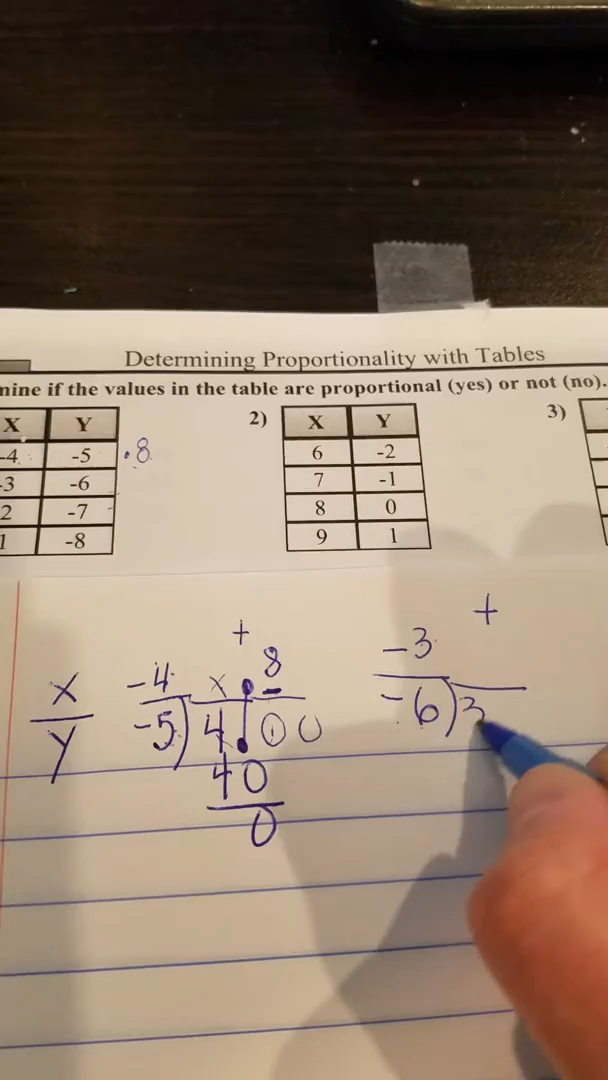 Determining Proportionality with Tables
mine if the values in the table are proportional (yes) or not (no).
X Y
-4 -5 .8
-3 -6
2 -7
1 -8
2)
X Y
6 -2
7 -1
8 0
9 1
3)
+ +
-4 x . 8 -3
X
Y
-5 4.00 -6 3
40
0